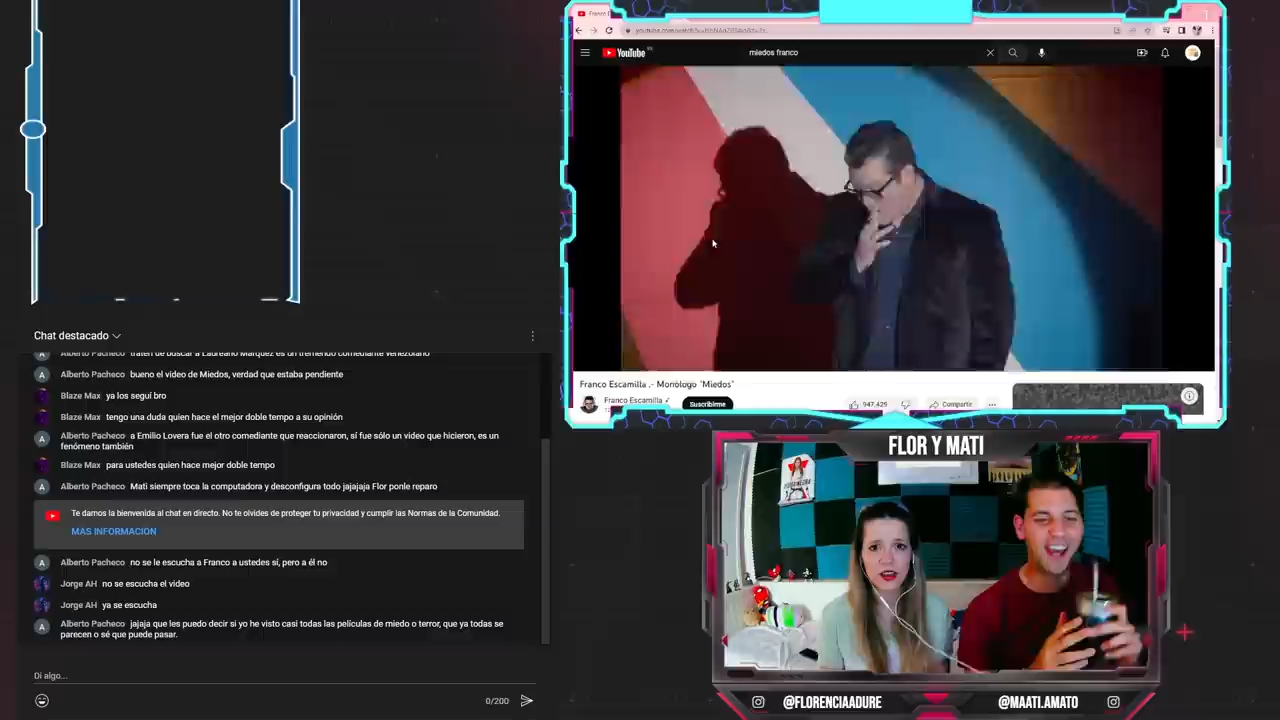 Chat destacado
Alberto Pacheco traten de buscar a Laureano Marquez es un tremendo comediante venezolano
Alberto Pacheco bueno el video de Miedos, verdad que estaba pendiente
Blaze Max ya los seguí bro
Blaze Max tengo una duda quien hace el mejor doble tempo a su opinión
Alberto Pacheco a Emilio Lovera fue el otro comediante que reaccionaron, sí fue sólo un video que hicieron, es un
fenómeno también
Blaze Max para ustedes quien hace mejor doble tempo
Alberto Pacheco Mati siempre toca la computadora y desconfigura todo jajajaja Flor ponle reparo
Te damos la bienvenida al chat en directo. No te olvides de proteger tu privacidad y cumplir las Normas de la Comunidad.
MÁS INFORMACIÓN
Alberto Pacheco no se le escucha a Franco a ustedes sí, pero a él no
Jorge AH no se escucha el video
Jorge AH ya se escucha
Alberto Pacheco jajaja que les puedo decir si yo he visto casi todas las películas de miedo o terror, que ya todas se
parecen o sé que puede pasar.
Di algo...
0/200
Franco E
YouTube
miedos franco
Franco Escamilla .- Monólogo "Miedos"
Franco Escamilla
Suscribirme
947.429
Compartir
FLOR Y MATI
@FLORENCIAADURE
@MAATI.AMATO